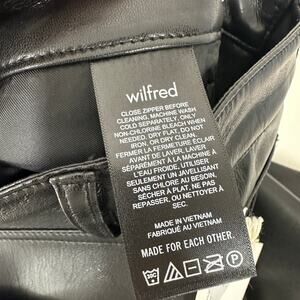 wilfred
CLOSE ZIPPER BEFORE
CLEANING. MACHINE WASH
COLD SEPARATELY, ONLY
NON-CHLORINE BLEACH WHEN
NEEDED, DRY FLAT, DO NOT
IRON, OR DRY CLEAN.
FERMER LA FERMETURE ÉCLAIR
AVANT DE LAVER, LAVER
SÉPARÉMENT À LA MACHINE À
L'EAU FROIDE, UTILISER
SEULEMENT UN JAVELLISANT
SANS CHLORE AU BESOIN,
SÉCHER À PLAT, NE PAS
REPASSER, OU NETT. À SEC.
MADE IN VIETNAM
FABRIQUÉ AU VIETNAM
MADE FOR EACH OTHER.
30C
P